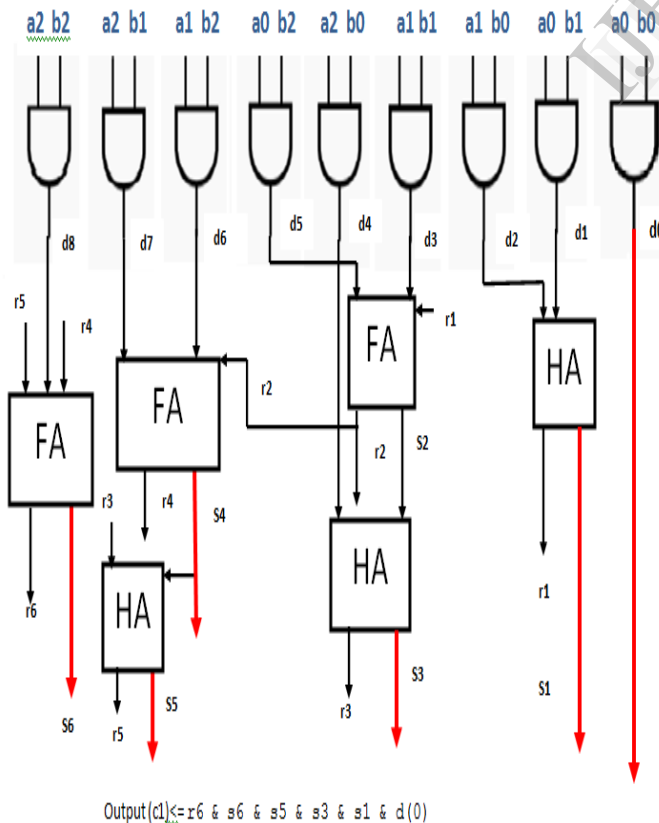 a2 b2 a2 b1 a1 b2 a0 b2 a2 b0 a1 b1 a1 b0 a0 b1 a0 b0
d8 d7 d6 d5 d4 d3 d2 d1
r5 r4 r1
FA HA
FA FA
r2 r2 S2
r3 r4 S4
HA HA
r6 r1
S6 S5 S3 S1
r5 r3
Output(c1)<= r6 & s6 & s5 & s3 & s1 & d(0)